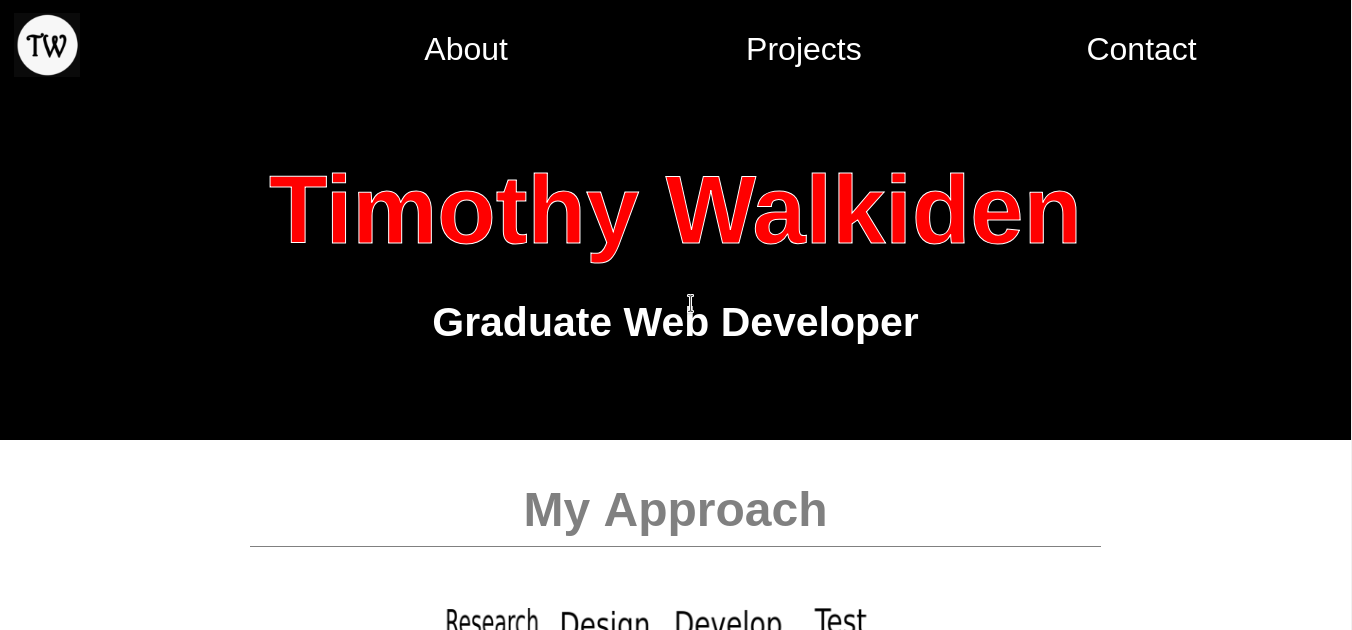 TW
About Projects Contact
Timothy Walkiden
Graduate Web Developer
My Approach
Research Design Develop Test